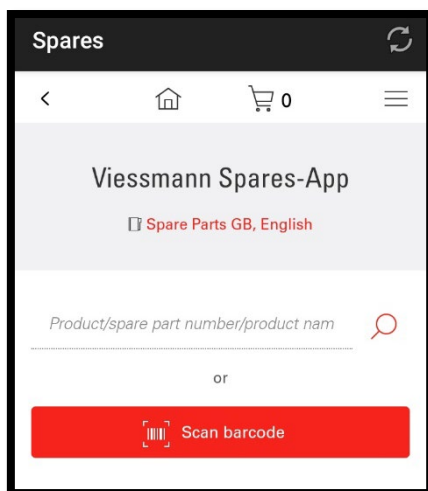 Spares
0
Viessmann Spares-App
Spare Parts GB, English
Product/spare part number/product nam
or
Scan barcode